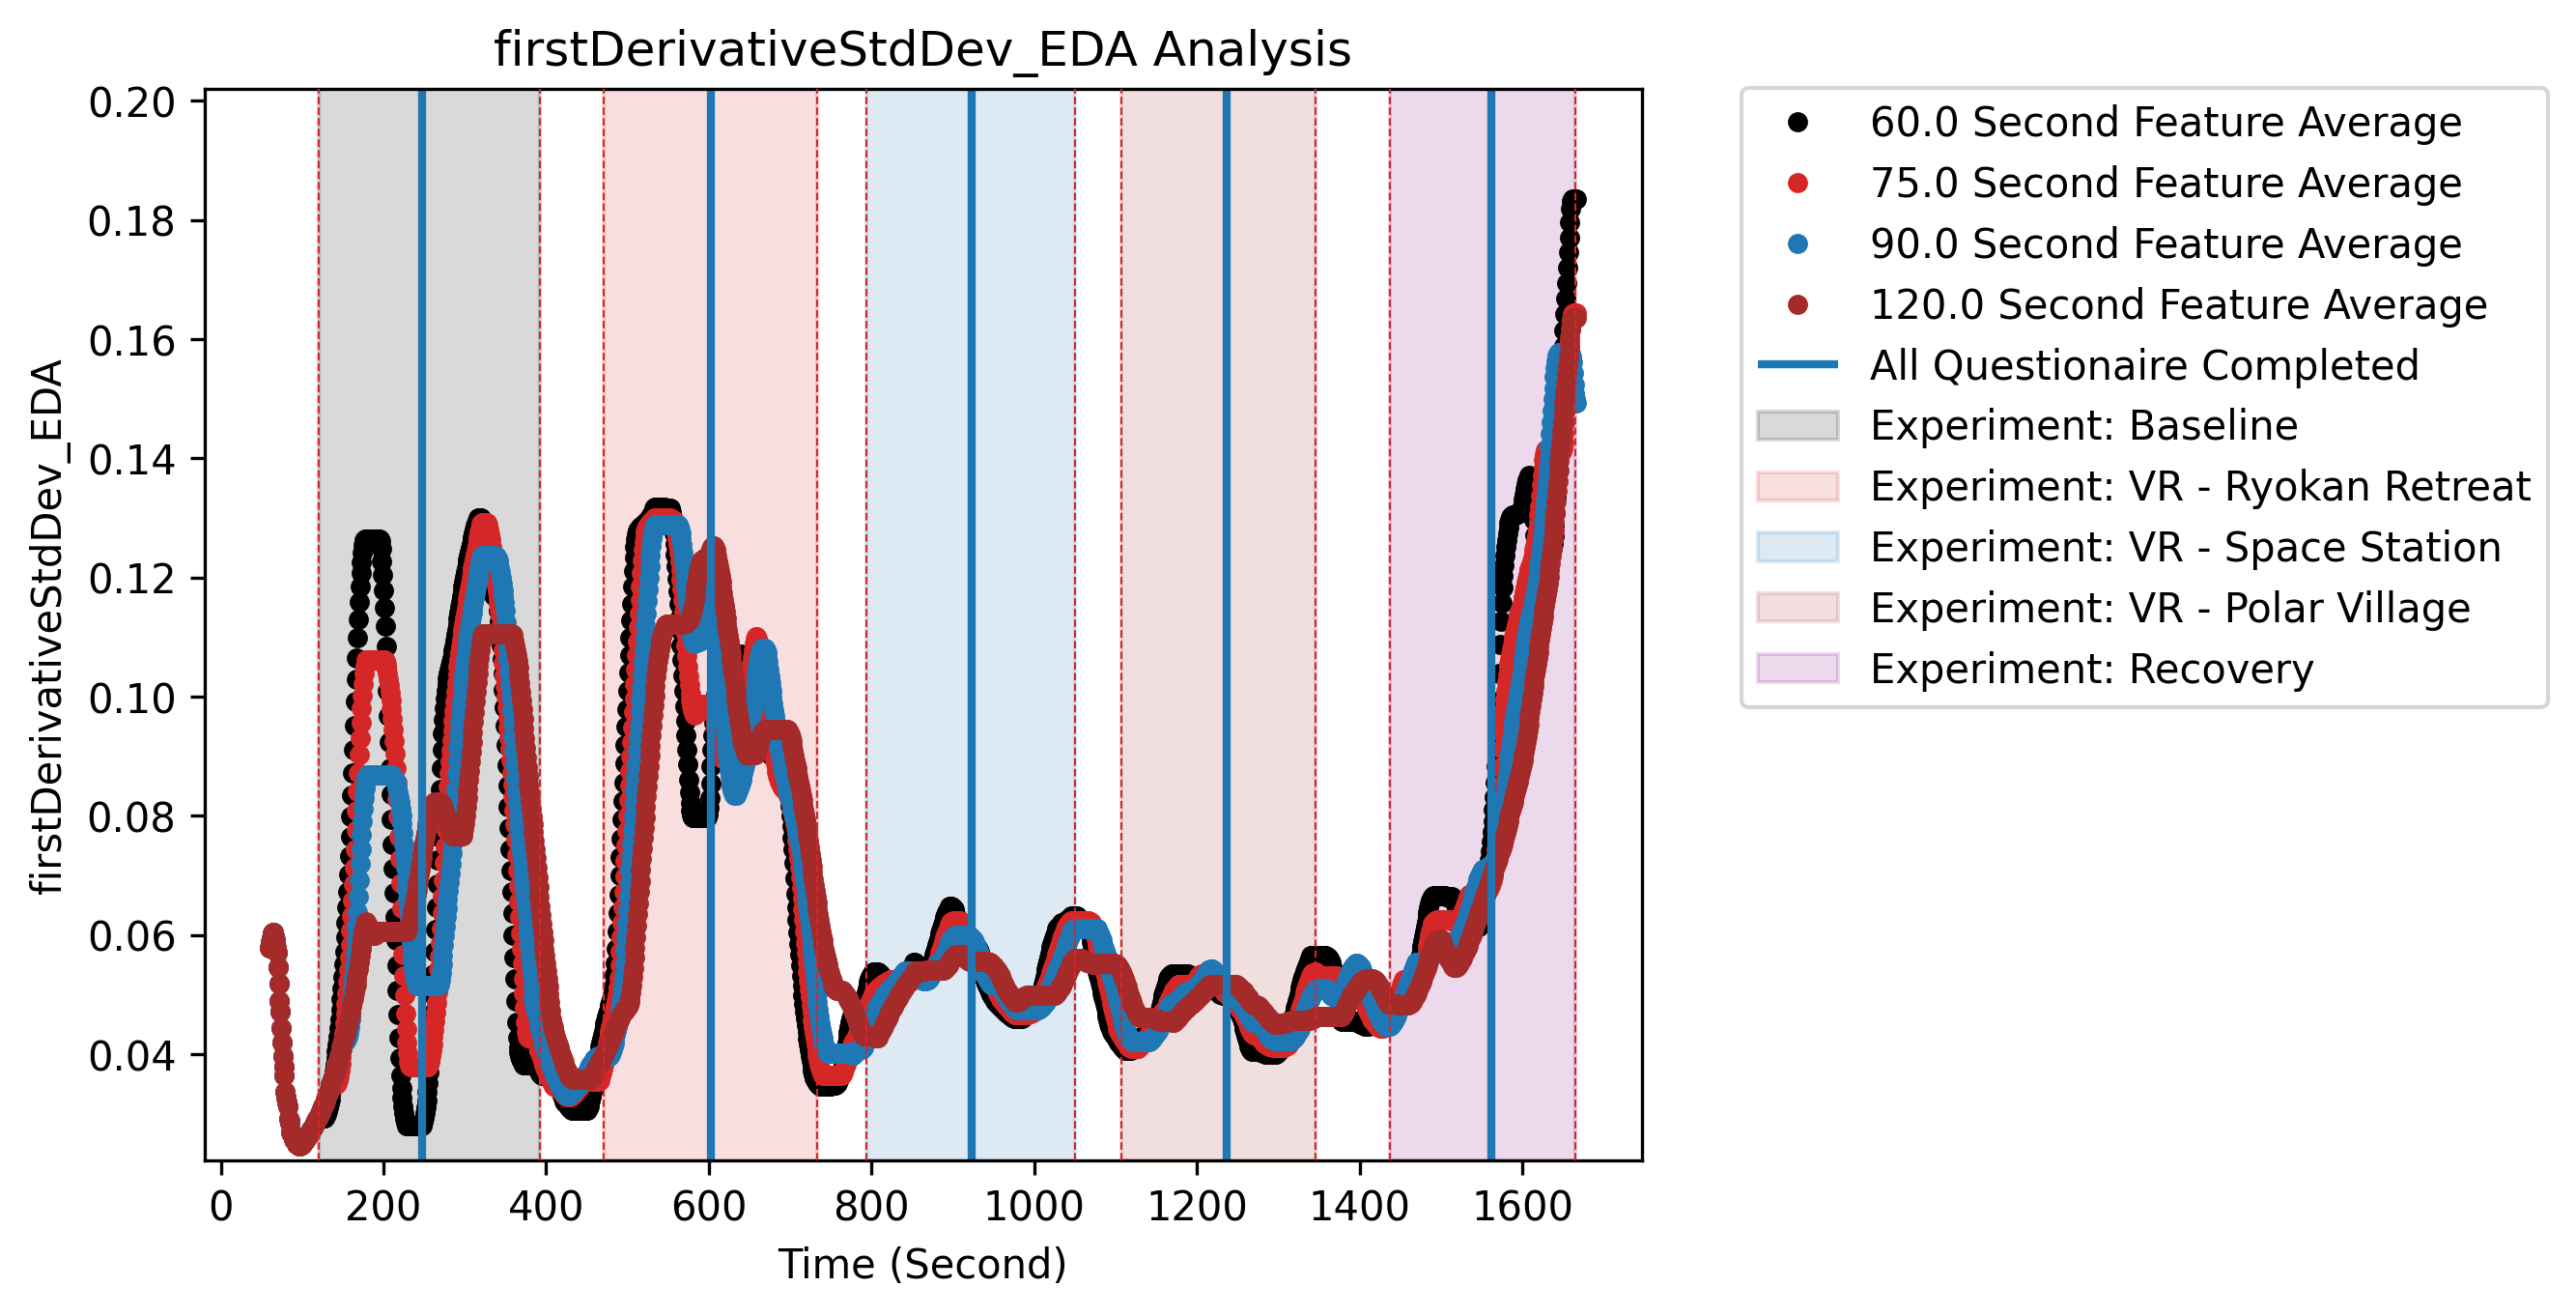 firstDerivativeStdDev_EDA Analysis
firstDerivativeStdDev_EDA
0.20
0.18
0.16
0.14
0.12
0.10
0.08
0.06
0.04
0 200 400 600 800 1000 1200 1400 1600
Time (Second)
60.0 Second Feature Average
75.0 Second Feature Average
90.0 Second Feature Average
120.0 Second Feature Average
All Questionaire Completed
Experiment: Baseline
Experiment: VR - Ryokan Retreat
Experiment: VR - Space Station
Experiment: VR - Polar Village
Experiment: Recovery